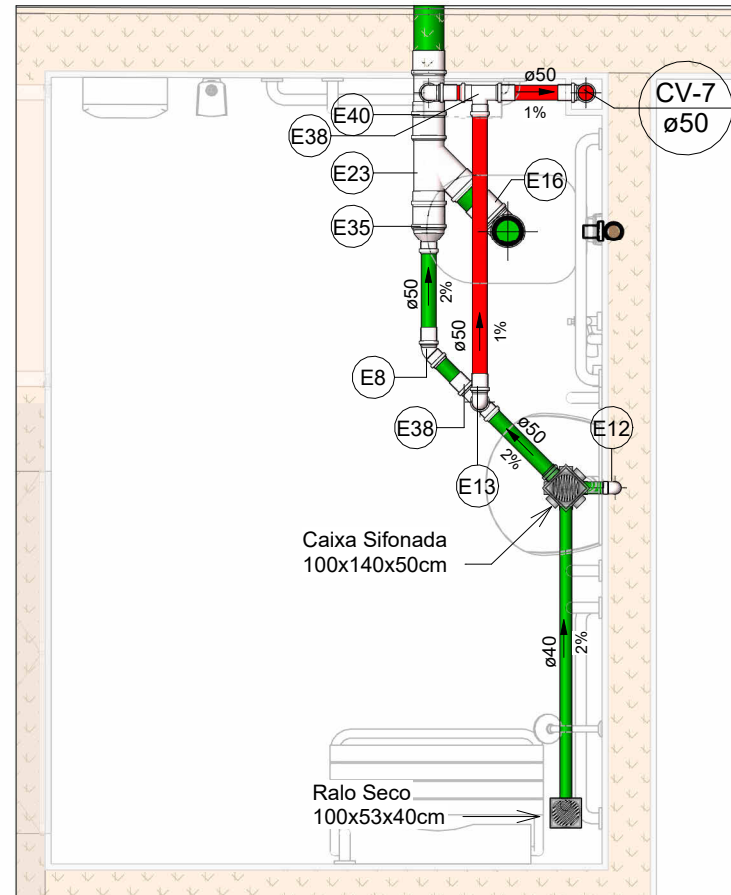 ø50
1%
CV-7
ø50
E40
E38
E23
E16
E35
ø50
2%
ø50
1%
E8
E38
E13
ø50
2%
E12
Caixa Sifonada
100x140x50cm
ø40
2%
Ralo Seco
100x53x40cm